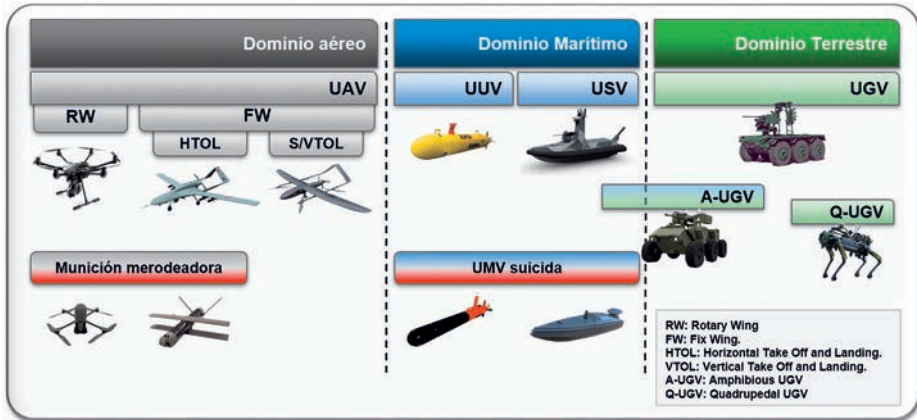 Dominio aéreo
Dominio Marítimo
Dominio Terrestre
UAV
UUV
USV
UGV
RW
FW
HTOL
S/VTOL
A-UGV
Q-UGV
Munición merodeadora
UMV suicida
RW: Rotary Wing
FW: Fix Wing.
HTOL: Horizontal Take Off and Landing.
VTOL: Vertical Take Off and Landing.
A-UGV: Amphibious UGV
Q-UGV: Quadrupedal UGV